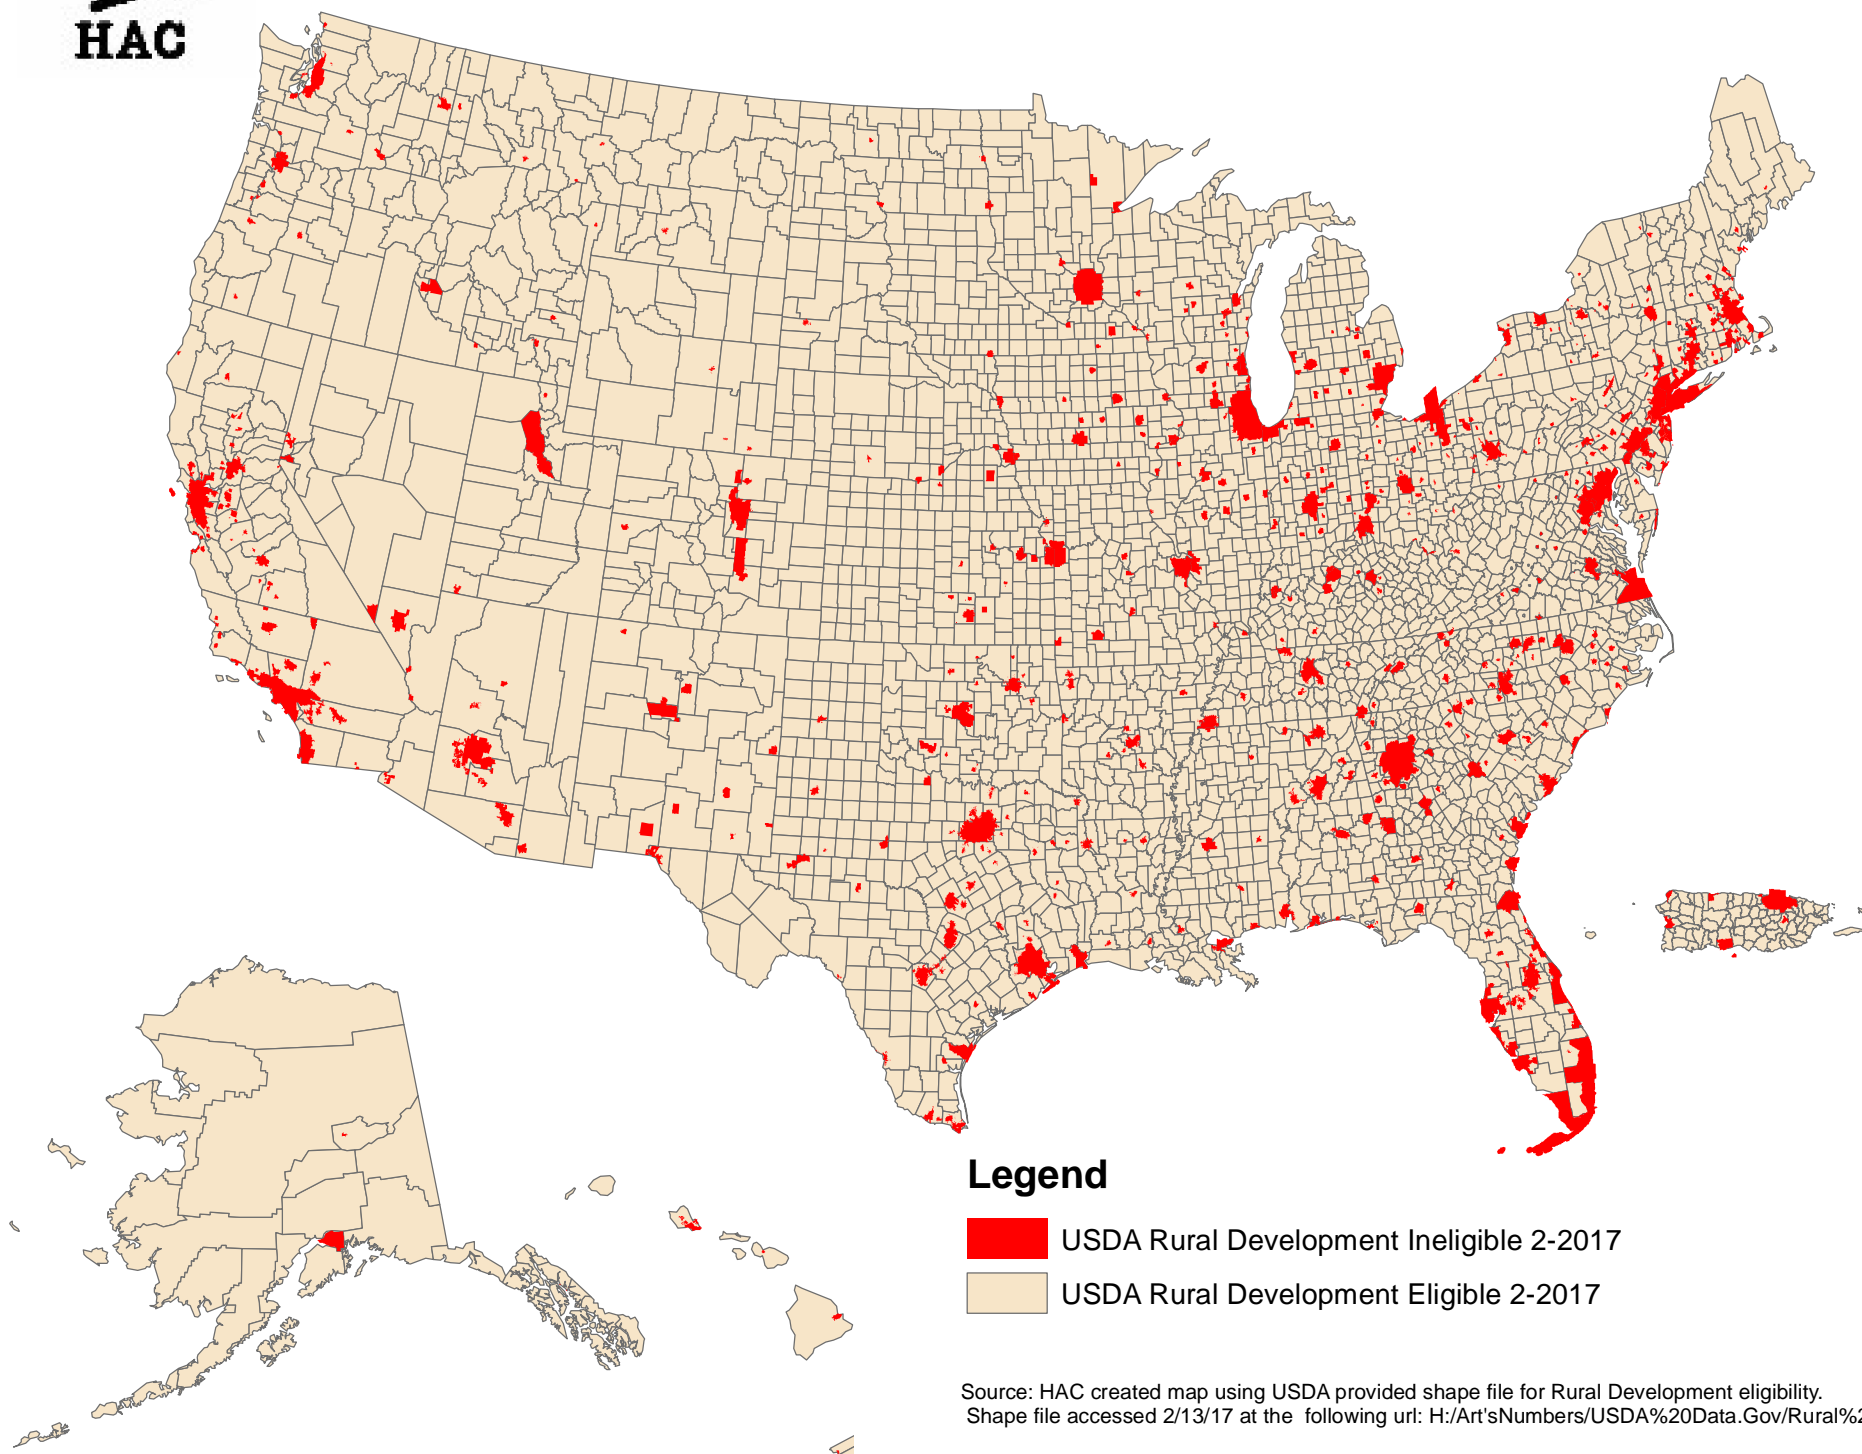 HAC
Legend
USDA Rural Development Ineligible 2-2017
USDA Rural Development Eligible 2-2017
Source: HAC created map using USDA provided shape file for Rural Development eligibility.
Shape file accessed 2/13/17 at the following url: H:/Art'sNumbers/USDA%20Data.Gov/Rural%2